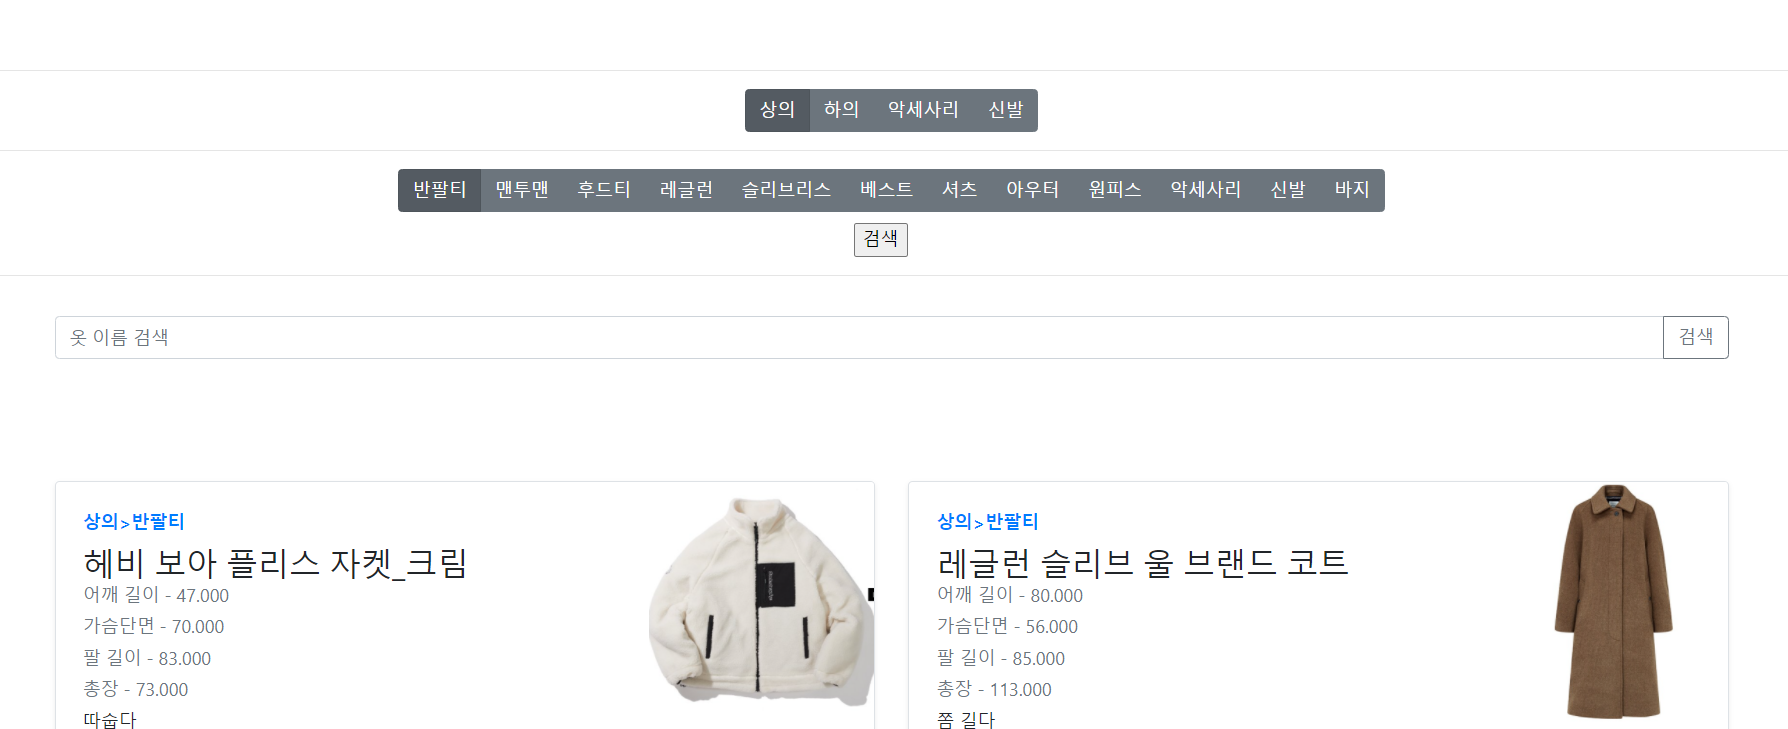 상의 하의 악세사리 신발
반팔티 맨투맨 후드티 레글런 슬리브리스 베스트 셔츠 아우터 원피스 악세사리 신발 바지
검색
옷 이름 검색 검색
상의>반팔티
헤비 보아 플리스 자켓_크림
어깨 길이 - 47.000
가슴단면 - 70.000
팔 길이 - 83.000
총장 - 73.000
따숩다
상의>반팔티
레글런 슬리브 울 브랜드 코트
어깨 길이 - 80.000
가슴단면 - 56.000
팔 길이 - 85.000
총장 - 113.000
쫌 길다